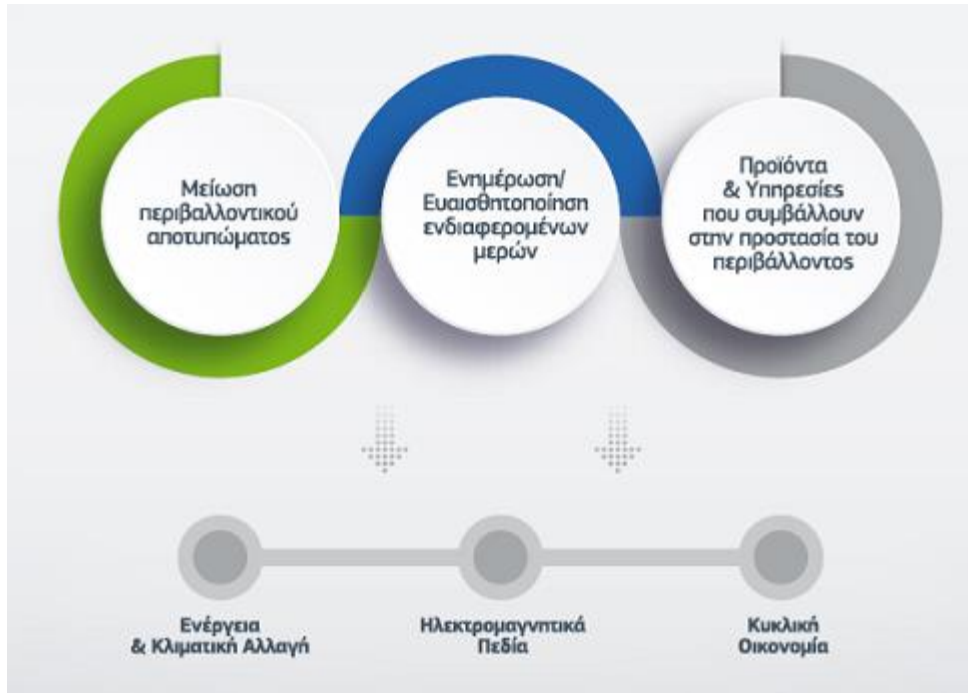 Μείωση
περιβαλλοντικού
αποτυπώματος
Ενημέρωση/
Ευαισθητοποίηση
ενδιαφερομένων
μερών
Προϊόντα
& Υπηρεσίες
που συμβάλλουν
στην προστασία του
περιβάλλοντος
Ενέργεια
& Κλιματική Αλλαγή
Ηλεκτρομαγνητικά
Πεδία
Κυκλική
Οικονομία